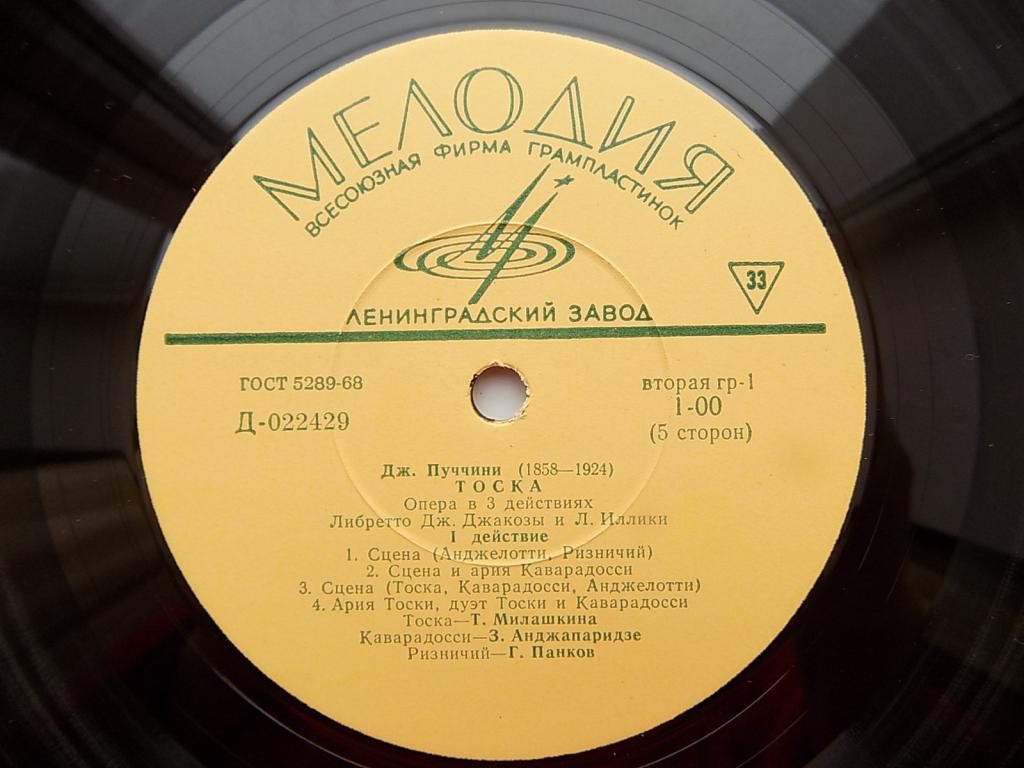 МЕЛОДИЯ
ВСЕСОЮЗНАЯ ФИРМА ГРАМПЛАСТИНОК
33
ЛЕНИНГРАДСКИЙ ЗАВОД
ГОСТ 5289-68
Д-022429
вторая гр-1
1-00
(5 сторон)
Дж. Пуччини (1858—1924)
ТОСКА
Опера в 3 действиях
Либретто Дж. Джакозы и Л. Иллики
I действие
1. Сцена (Анджелотти, Ризничий)
2. Сцена и ария Каварадосси
3. Сцена (Тоска, Каварадосси, Анджелотти)
4. Ария Тоски, дуэт Тоски и Каварадосси
Тоска—Т. Милашкина
Каварадосси—З. Анджапаридзе
Ризничий—Г. Панков